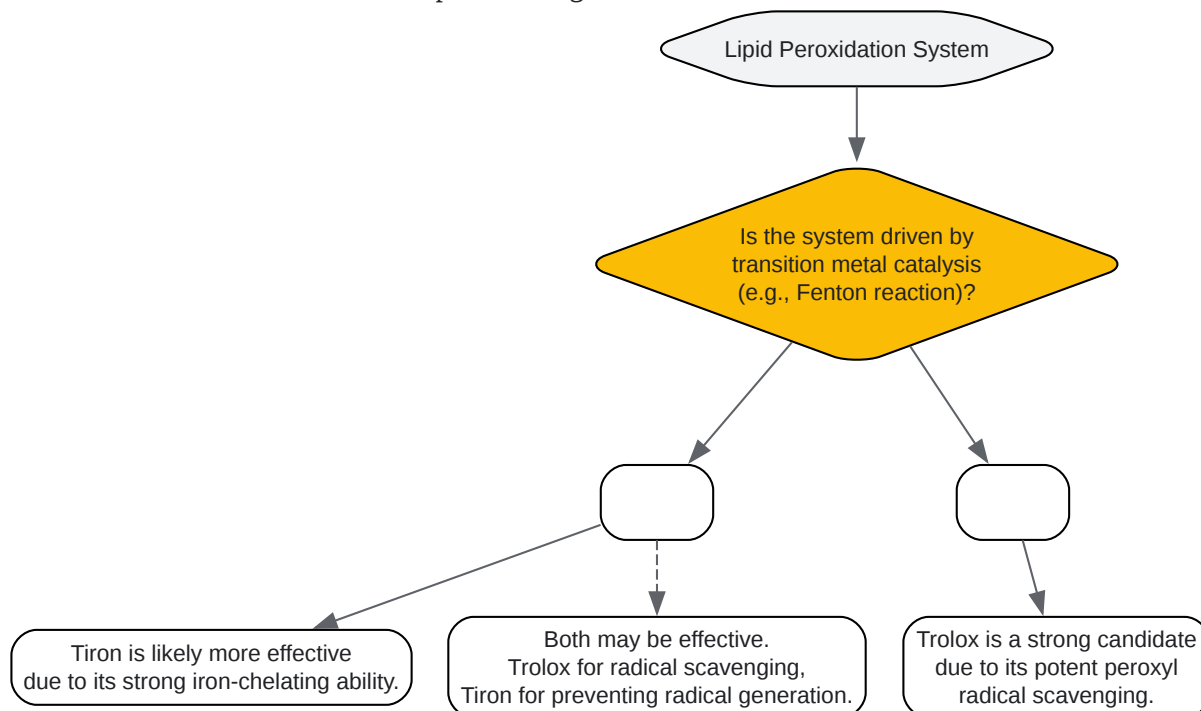 Lipid Peroxidation System
Is the system driven by
transition metal catalysis
(e.g., Fenton reaction)?
Tiron is likely more effective
due to its strong iron-chelating ability.
Both may be effective.
Trolox for radical scavenging,
Tiron for preventing radical generation.
Trolox is a strong candidate
due to its potent peroxyl
radical scavenging.